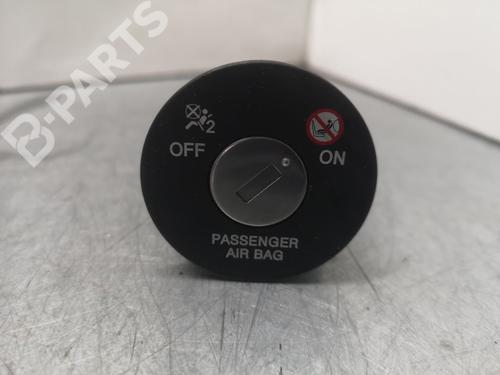 B-PARTS
2
OFF
ON
PASSENGER
AIR BAG